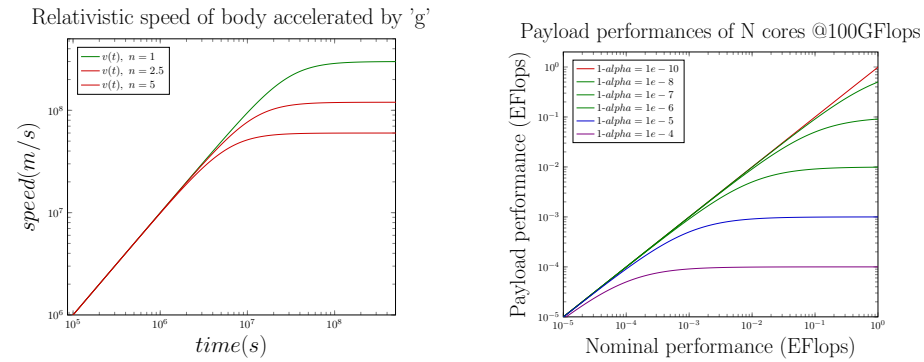 Relativistic speed of body accelerated by 'g'
v(t), n = 1
v(t), n = 2.5
v(t), n = 5
10^8
10^7
10^6
speed(m/s)
10^5
10^6
10^7
10^8
time(s)
Payload performances of N cores @100GFlops
1-alpha = 1e − 10
1-alpha = 1e − 8
1-alpha = 1e − 7
1-alpha = 1e − 6
1-alpha = 1e − 5
1-alpha = 1e − 4
10^0
10^−1
10^−2
10^−3
10^−4
10^−5
Payload performance (EFlops)
10^−5
10^−4
10^−3
10^−2
10^−1
10^0
Nominal performance (EFlops)